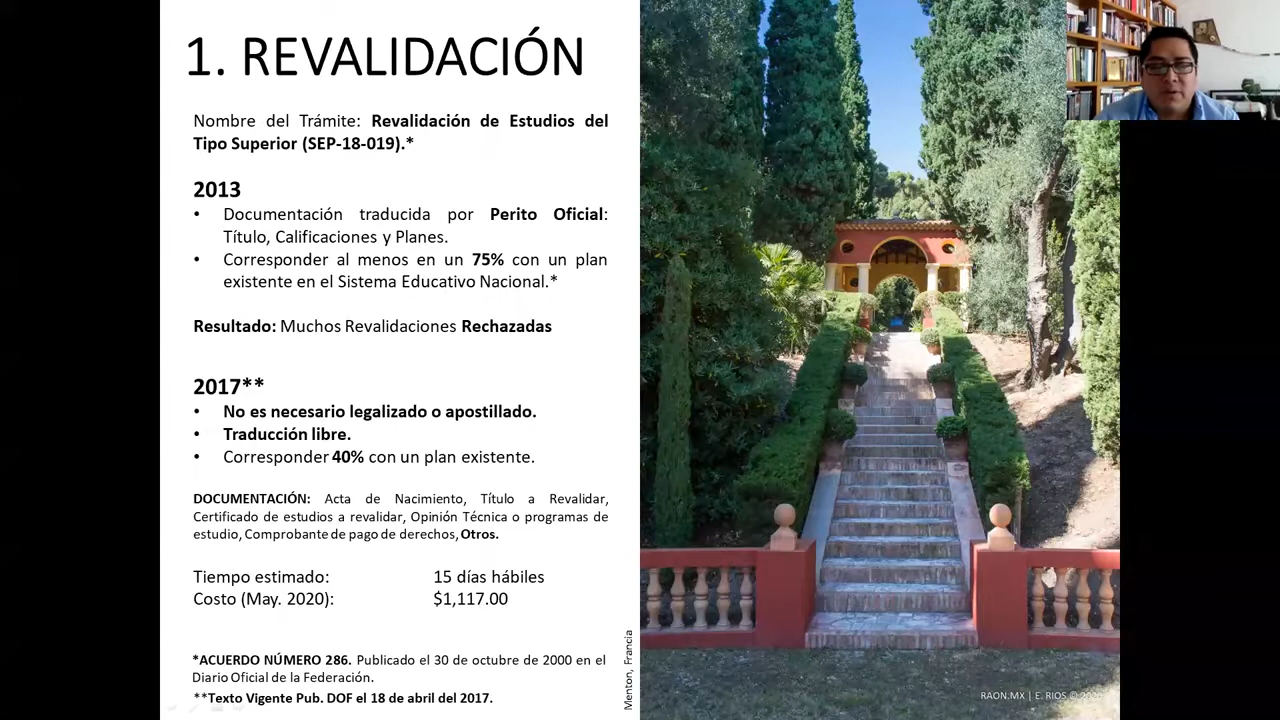 1. REVALIDACIÓN
Nombre del Trámite: Revalidación de Estudios del
Tipo Superior (SEP-18-019).*
2013
• Documentación traducida por Perito Oficial:
Título, Calificaciones y Planes.
• Corresponder al menos en un 75% con un plan
existente en el Sistema Educativo Nacional.*
Resultado: Muchos Revalidaciones Rechazadas
2017**
• No es necesario legalizado o apostillado.
• Traducción libre.
• Corresponder 40% con un plan existente.
DOCUMENTACIÓN: Acta de Nacimiento, Título a Revalidar,
Certificado de estudios a revalidar, Opinión Técnica o programas de
estudio, Comprobante de pago de derechos, Otros.
Tiempo estimado: 15 días hábiles
Costo (May. 2020): $1,117.00
*ACUERDO NÚMERO 286. Publicado el 30 de octubre de 2000 en el
Diario Oficial de la Federación.
**Texto Vigente Pub. DOF el 18 de abril del 2017.
Menton, Francia
RAON.MX | E. RIOS ©